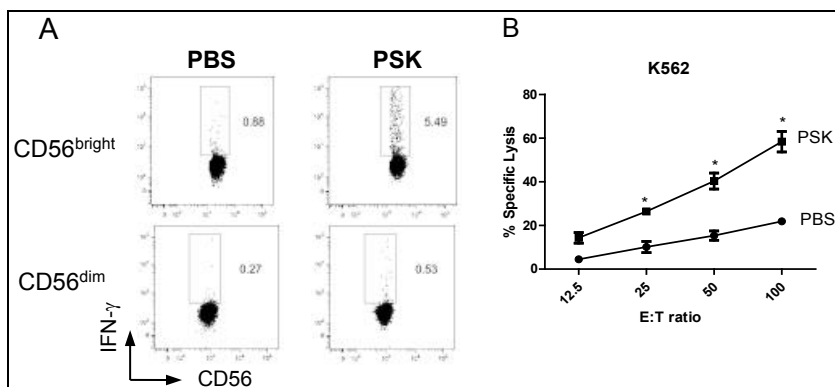 A
PBS
PSK
CD56bright
0.88
5.49
CD56dim
0.27
0.53
IFN-γ
CD56
B
K562
% Specific Lysis
80
60
40
20
0
*
*
*
PSK
PBS
12.5
25
50
100
E:T ratio